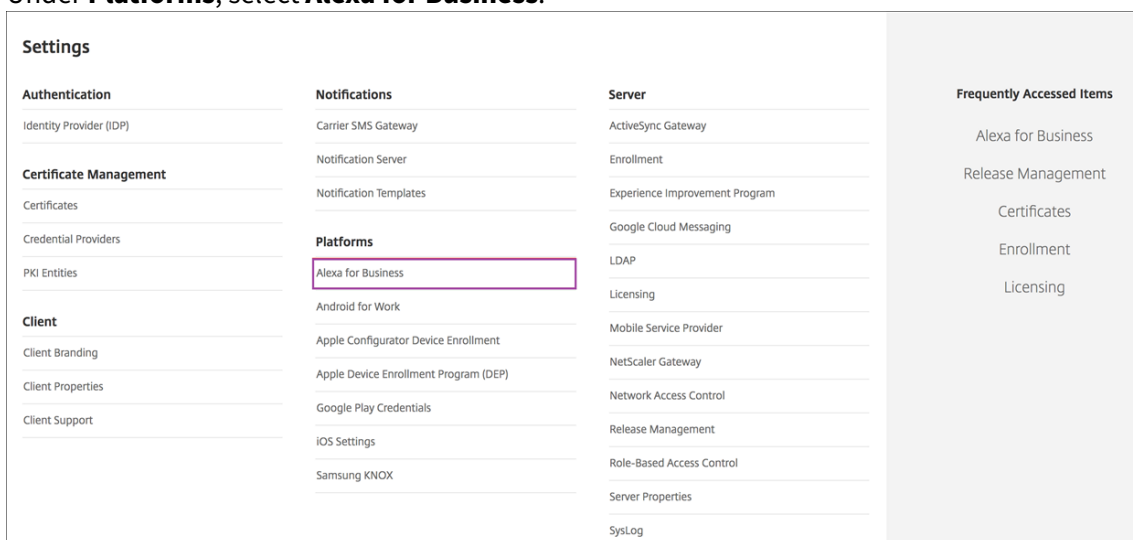 Under Platforms, select Alexa for Business.
Settings
Authentication
Identity Provider (IDP)
Certificate Management
Certificates
Credential Providers
PKI Entities
Client
Client Branding
Client Properties
Client Support
Notifications
Carrier SMS Gateway
Notification Server
Notification Templates
Platforms
Alexa for Business
Android for Work
Apple Configurator Device Enrollment
Apple Device Enrollment Program (DEP)
Google Play Credentials
iOS Settings
Samsung KNOX
Server
ActiveSync Gateway
Enrollment
Experience Improvement Program
Google Cloud Messaging
LDAP
Licensing
Mobile Service Provider
NetScaler Gateway
Network Access Control
Release Management
Role-Based Access Control
Server Properties
SysLog
Frequently Accessed Items
Alexa for Business
Release Management
Certificates
Enrollment
Licensing